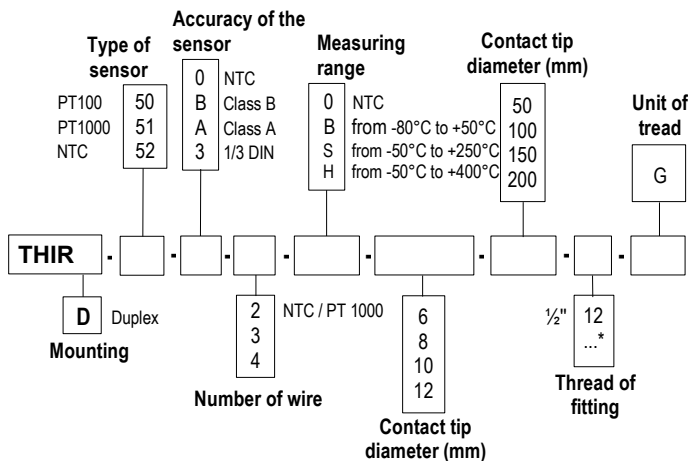 Type of
sensor
PT100 50
PT1000 51
NTC 52
Accuracy of the
sensor
0 NTC
B Class B
A Class A
3 1/3 DIN
Measuring
range
0 NTC
B from -80°C to +50°C
S from -50°C to +250°C
H from -50°C to +400°C
Contact tip
diameter (mm)
50
100
150
200
Unit of
tread
G
THIR - - - - - - - -
D Duplex
Mounting
2 NTC / PT 1000
3
4
Number of wire
6
8
10
12
Contact tip
diameter (mm)
½" 12
...*
Thread of
fitting